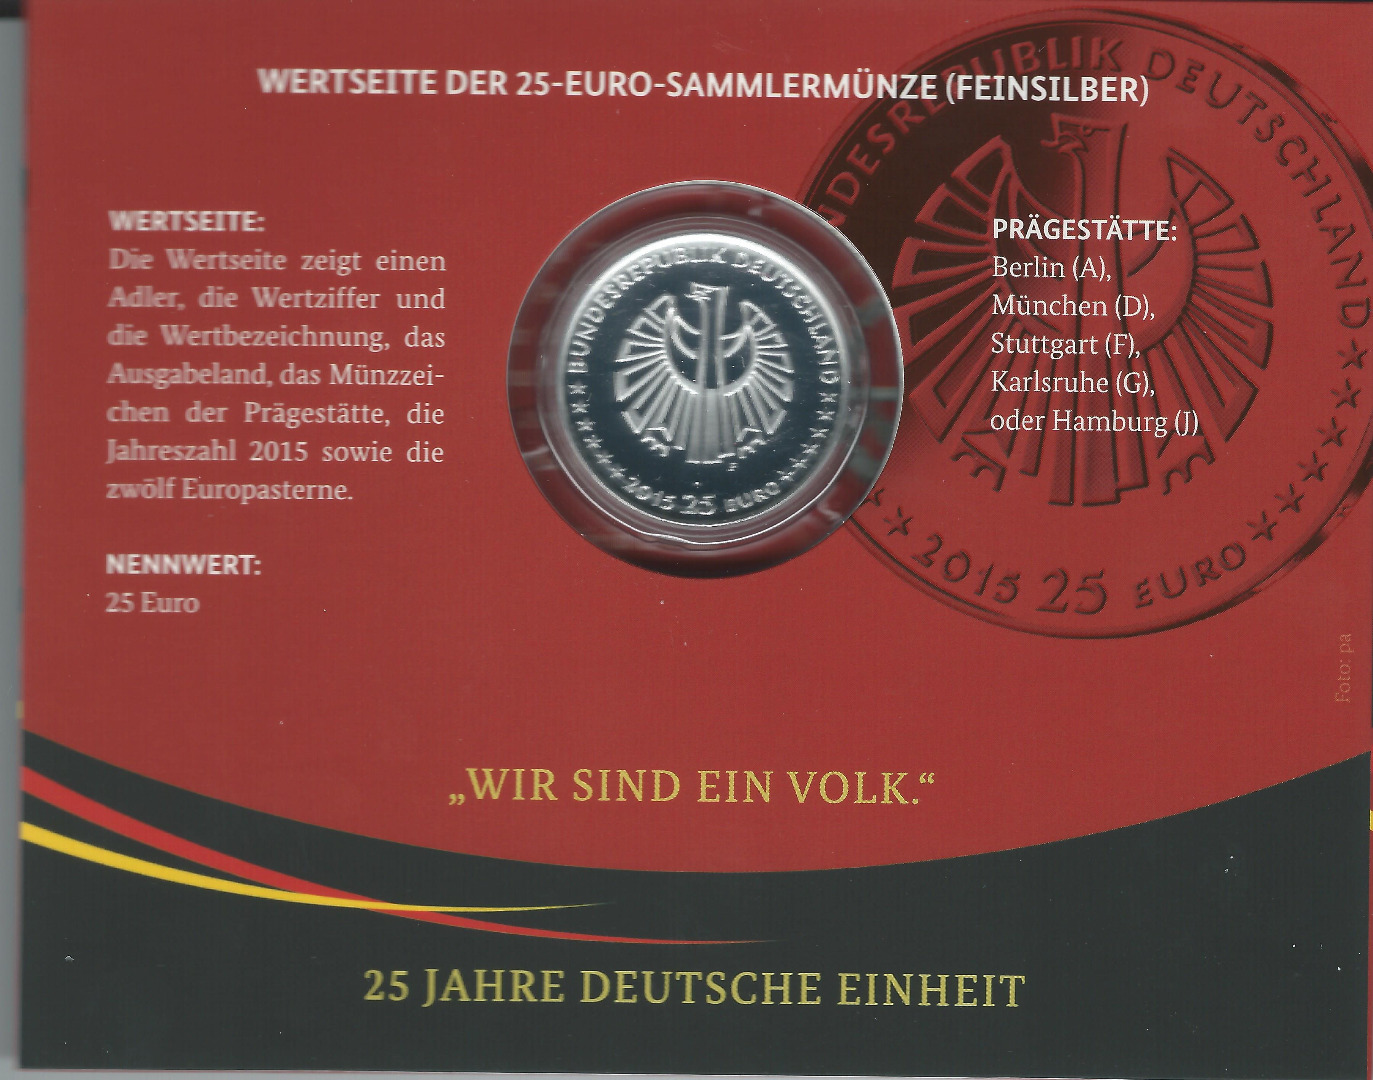 WERTSEITE DER 25-EURO-SAMMLERMÜNZE (FEINSILBER)
WERTSEITE:
Die Wertseite zeigt einen
Adler, die Wertziffer und
die Wertbezeichnung, das
Ausgabeland, das Münzzei-
chen der Prägestätte, die
Jahreszahl 2015 sowie die
zwölf Europasterne.
NENNWERT:
25 Euro
BUNDESREPUBLIK DEUTSCHLAND
F
2015 25 EURO
PRÄGESTÄTTE:
Berlin (A),
München (D),
Stuttgart (F),
Karlsruhe (G),
oder Hamburg (J)
NDESREPUBLIK DEUTSCHLAND
2015 25 EURO
Foto: pa
„WIR SIND EIN VOLK.“
25 JAHRE DEUTSCHE EINHEIT